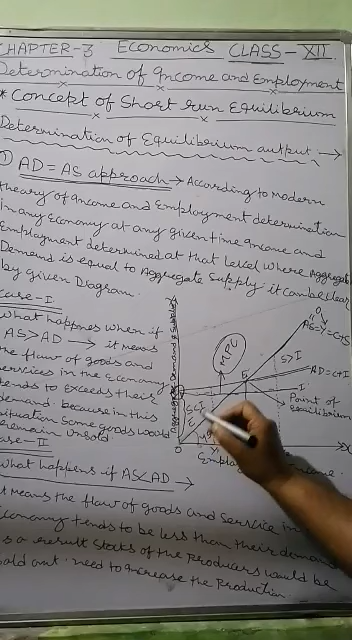 CHAPTER-3 Economics CLASS-XII
Determination of Income and Employment
* Concept of Short run Equilibrium
Determination of Equilibrium output →
1) AD = AS approach → According to Modern
theory of Income and Employment determination
in any Economy at any given time Income and
Employment determined at that level where Aggregate
Demand is equal to Aggregate Supply. it can be clear
by given Diagram.
Case-I.
What happenes when if
AS>AD → it means
the flaw of goods and
services in the Economy
tends to exceeds their
demand. because in this
situation some goods would
remain unsold
Case-II
What happens if AS<AD →
It means the flaw of goods and Service in
Economy tends to be less than their demand
as a result stocks of the Producers would be
sold out. need to increase the Production
Aggregate Demand & Supply
MPC
AS=Y=C+S
S>I
AD=C+I
E
I
Point of
equilibrium
O